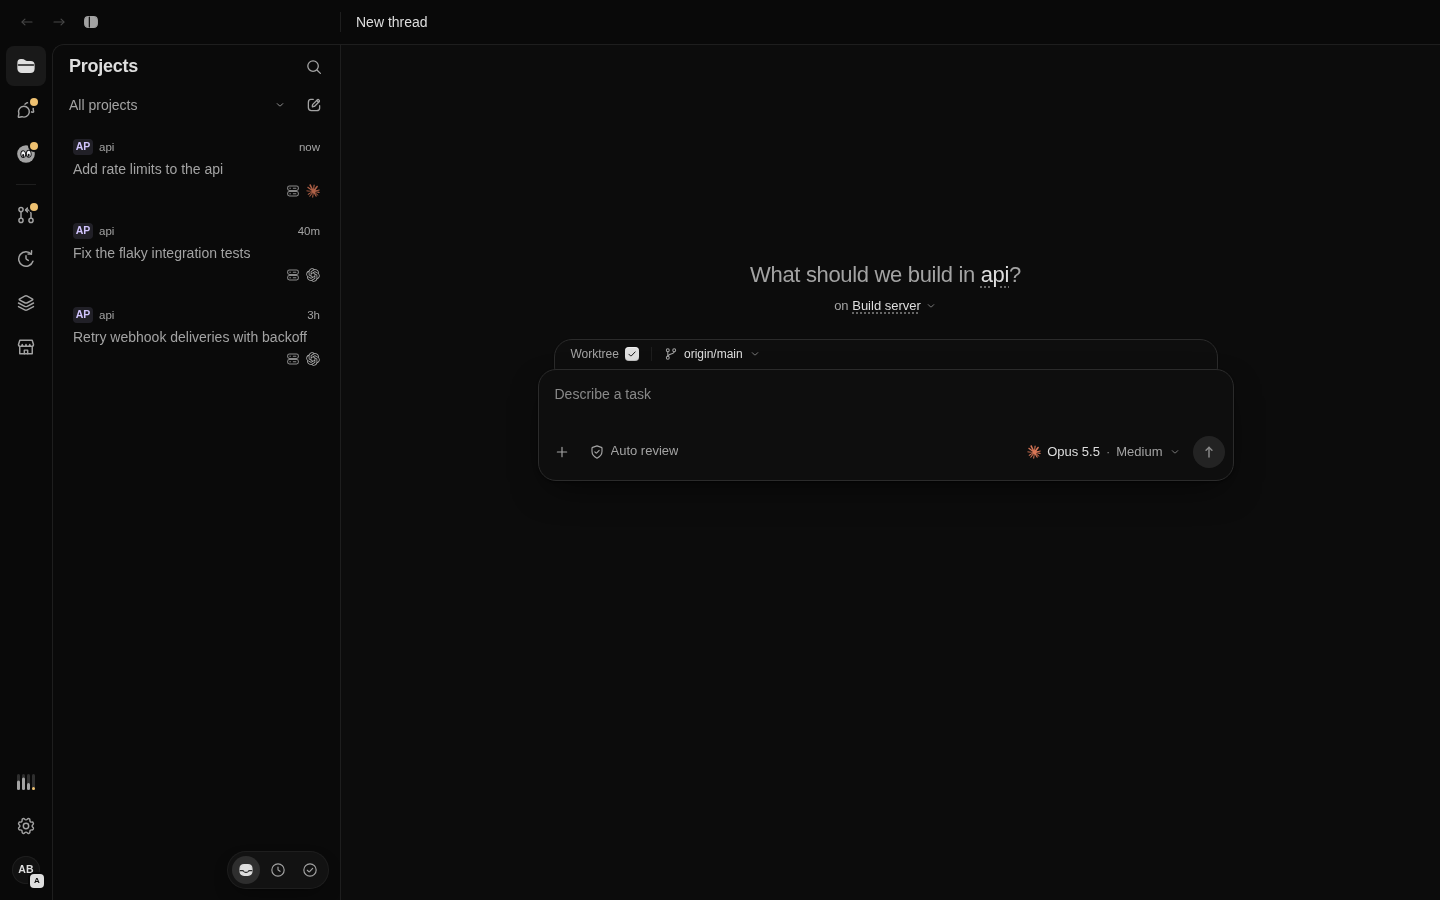 New thread
Projects
All projects
AP api now
Add rate limits to the api
AP api 40m
Fix the flaky integration tests
AP api 3h
Retry webhook deliveries with backoff
What should we build in api?
on Build server
Worktree origin/main
Describe a task
Auto review Opus 5.5 · Medium
AB
A